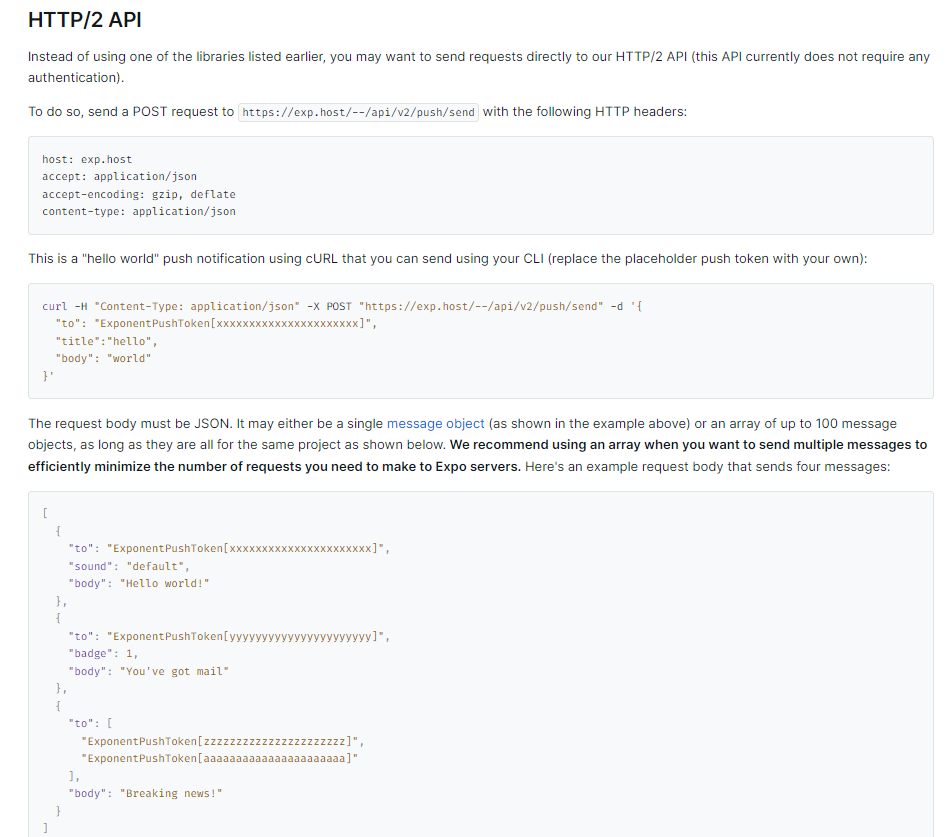 HTTP/2 API
Instead of using one of the libraries listed earlier, you may want to send requests directly to our HTTP/2 API (this API currently does not require any
authentication).
To do so, send a POST request to https://exp.host/--/api/v2/push/send with the following HTTP headers:
host: exp.host
accept: application/json
accept-encoding: gzip, deflate
content-type: application/json
This is a "hello world" push notification using cURL that you can send using your CLI (replace the placeholder push token with your own):
curl -H "Content-Type: application/json" -X POST "https://exp.host/--/api/v2/push/send" -d '{
  "to": "ExponentPushToken[xxxxxxxxxxxxxxxxxxxxxx]",
  "title":"hello",
  "body": "world"
}'
The request body must be JSON. It may either be a single message object (as shown in the example above) or an array of up to 100 message
objects, as long as they are all for the same project as shown below. We recommend using an array when you want to send multiple messages to
efficiently minimize the number of requests you need to make to Expo servers. Here's an example request body that sends four messages:
[
  {
    "to": "ExponentPushToken[xxxxxxxxxxxxxxxxxxxxxx]",
    "sound": "default",
    "body": "Hello world!"
  },
  {
    "to": "ExponentPushToken[yyyyyyyyyyyyyyyyyyyyyy]",
    "badge": 1,
    "body": "You've got mail"
  },
  {
    "to": [
      "ExponentPushToken[zzzzzzzzzzzzzzzzzzzzzz]",
      "ExponentPushToken[aaaaaaaaaaaaaaaaaaaaaa]"
    ],
    "body": "Breaking news!"
  }
]